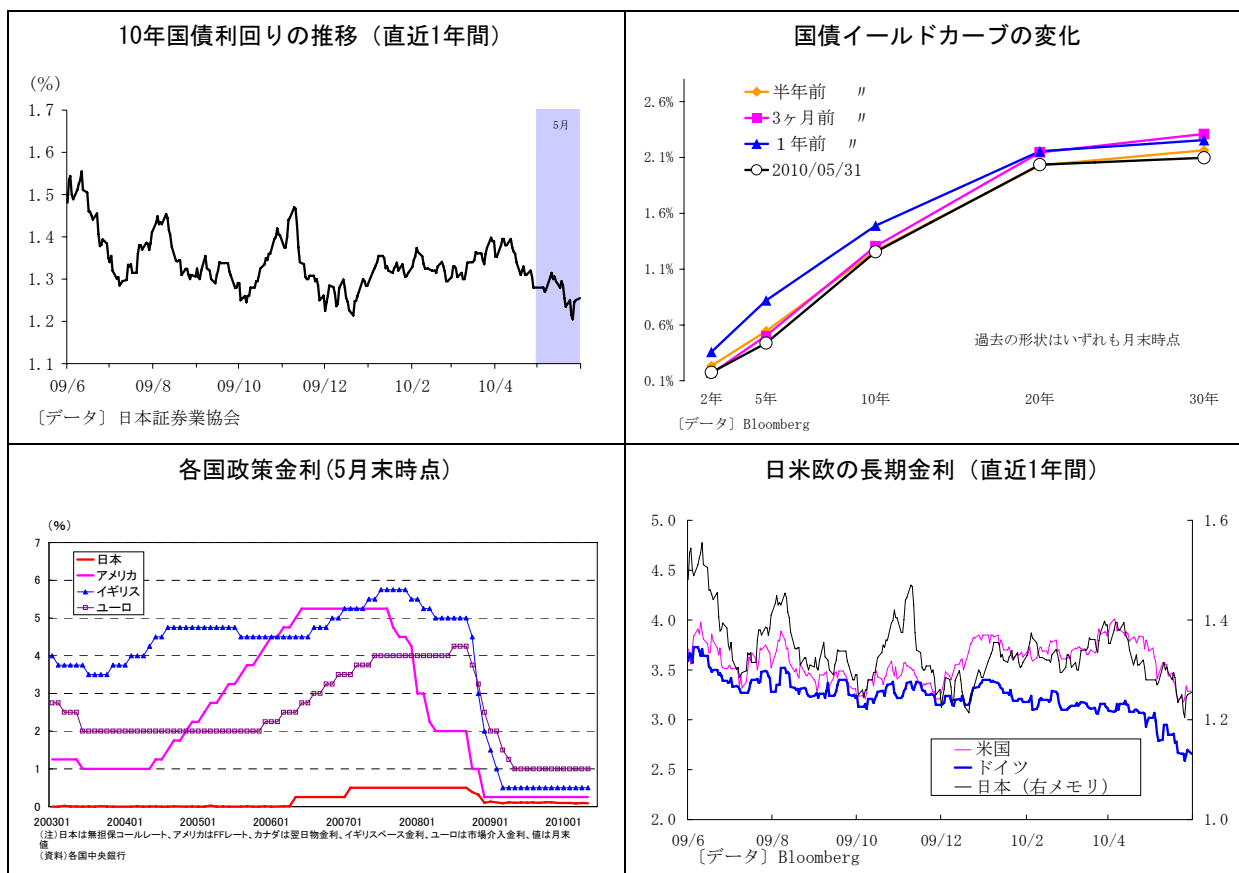 10年国債利回りの推移（直近1年間）
(%)
1.7
1.6
1.5
1.4
1.3
1.2
1.1
5月
09/6
09/8
09/10
09/12
10/2
10/4
〔データ〕日本証券業協会
国債イールドカーブの変化
2.6%
2.1%
1.6%
1.1%
0.6%
0.1%
半年前　〃
3ヶ月前　〃
１年前　〃
2010/05/31
過去の形状はいずれも月末時点
2年
5年
10年
20年
30年
〔データ〕Bloomberg
各国政策金利(5月末時点)
(%)
7
6
5
4
3
2
1
0
日本
アメリカ
イギリス
ユーロ
200301
200401
200501
200601
200701
200801
200901
201001
(注)日本は無担保コールレート、アメリカはFFレート、カナダは翌日物金利、イギリスベース金利、ユーロは市場介入金利、値は月末
値
(資料)各国中央銀行
日米欧の長期金利（直近1年間）
5.0
4.5
4.0
3.5
3.0
2.5
2.0
1.6
1.4
1.2
1.0
米国
ドイツ
日本（右メモリ）
09/6
09/8
09/10
09/12
10/2
10/4
〔データ〕Bloomberg